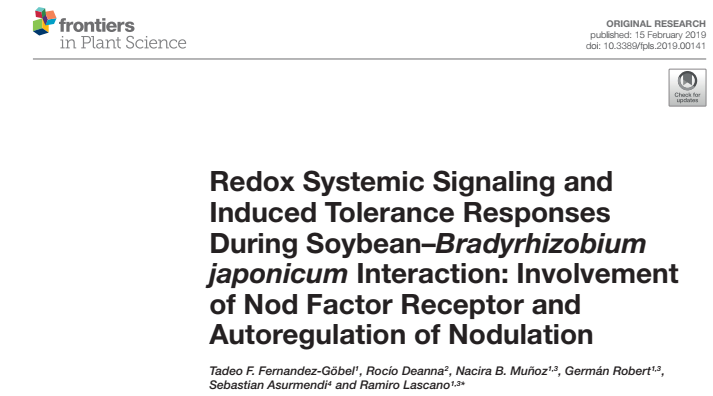 frontiers
in Plant Science
ORIGINAL RESEARCH
published: 15 February 2019
doi: 10.3389/fpls.2019.00141
Check for
updates
Redox Systemic Signaling and
Induced Tolerance Responses
During Soybean–Bradyrhizobium
japonicum Interaction: Involvement
of Nod Factor Receptor and
Autoregulation of Nodulation
Tadeo F. Fernandez-Göbel¹, Rocío Deanna², Nacira B. Muñoz¹,³, Germán Robert¹,³,
Sebastian Asurmendi⁴ and Ramiro Lascano¹,³*